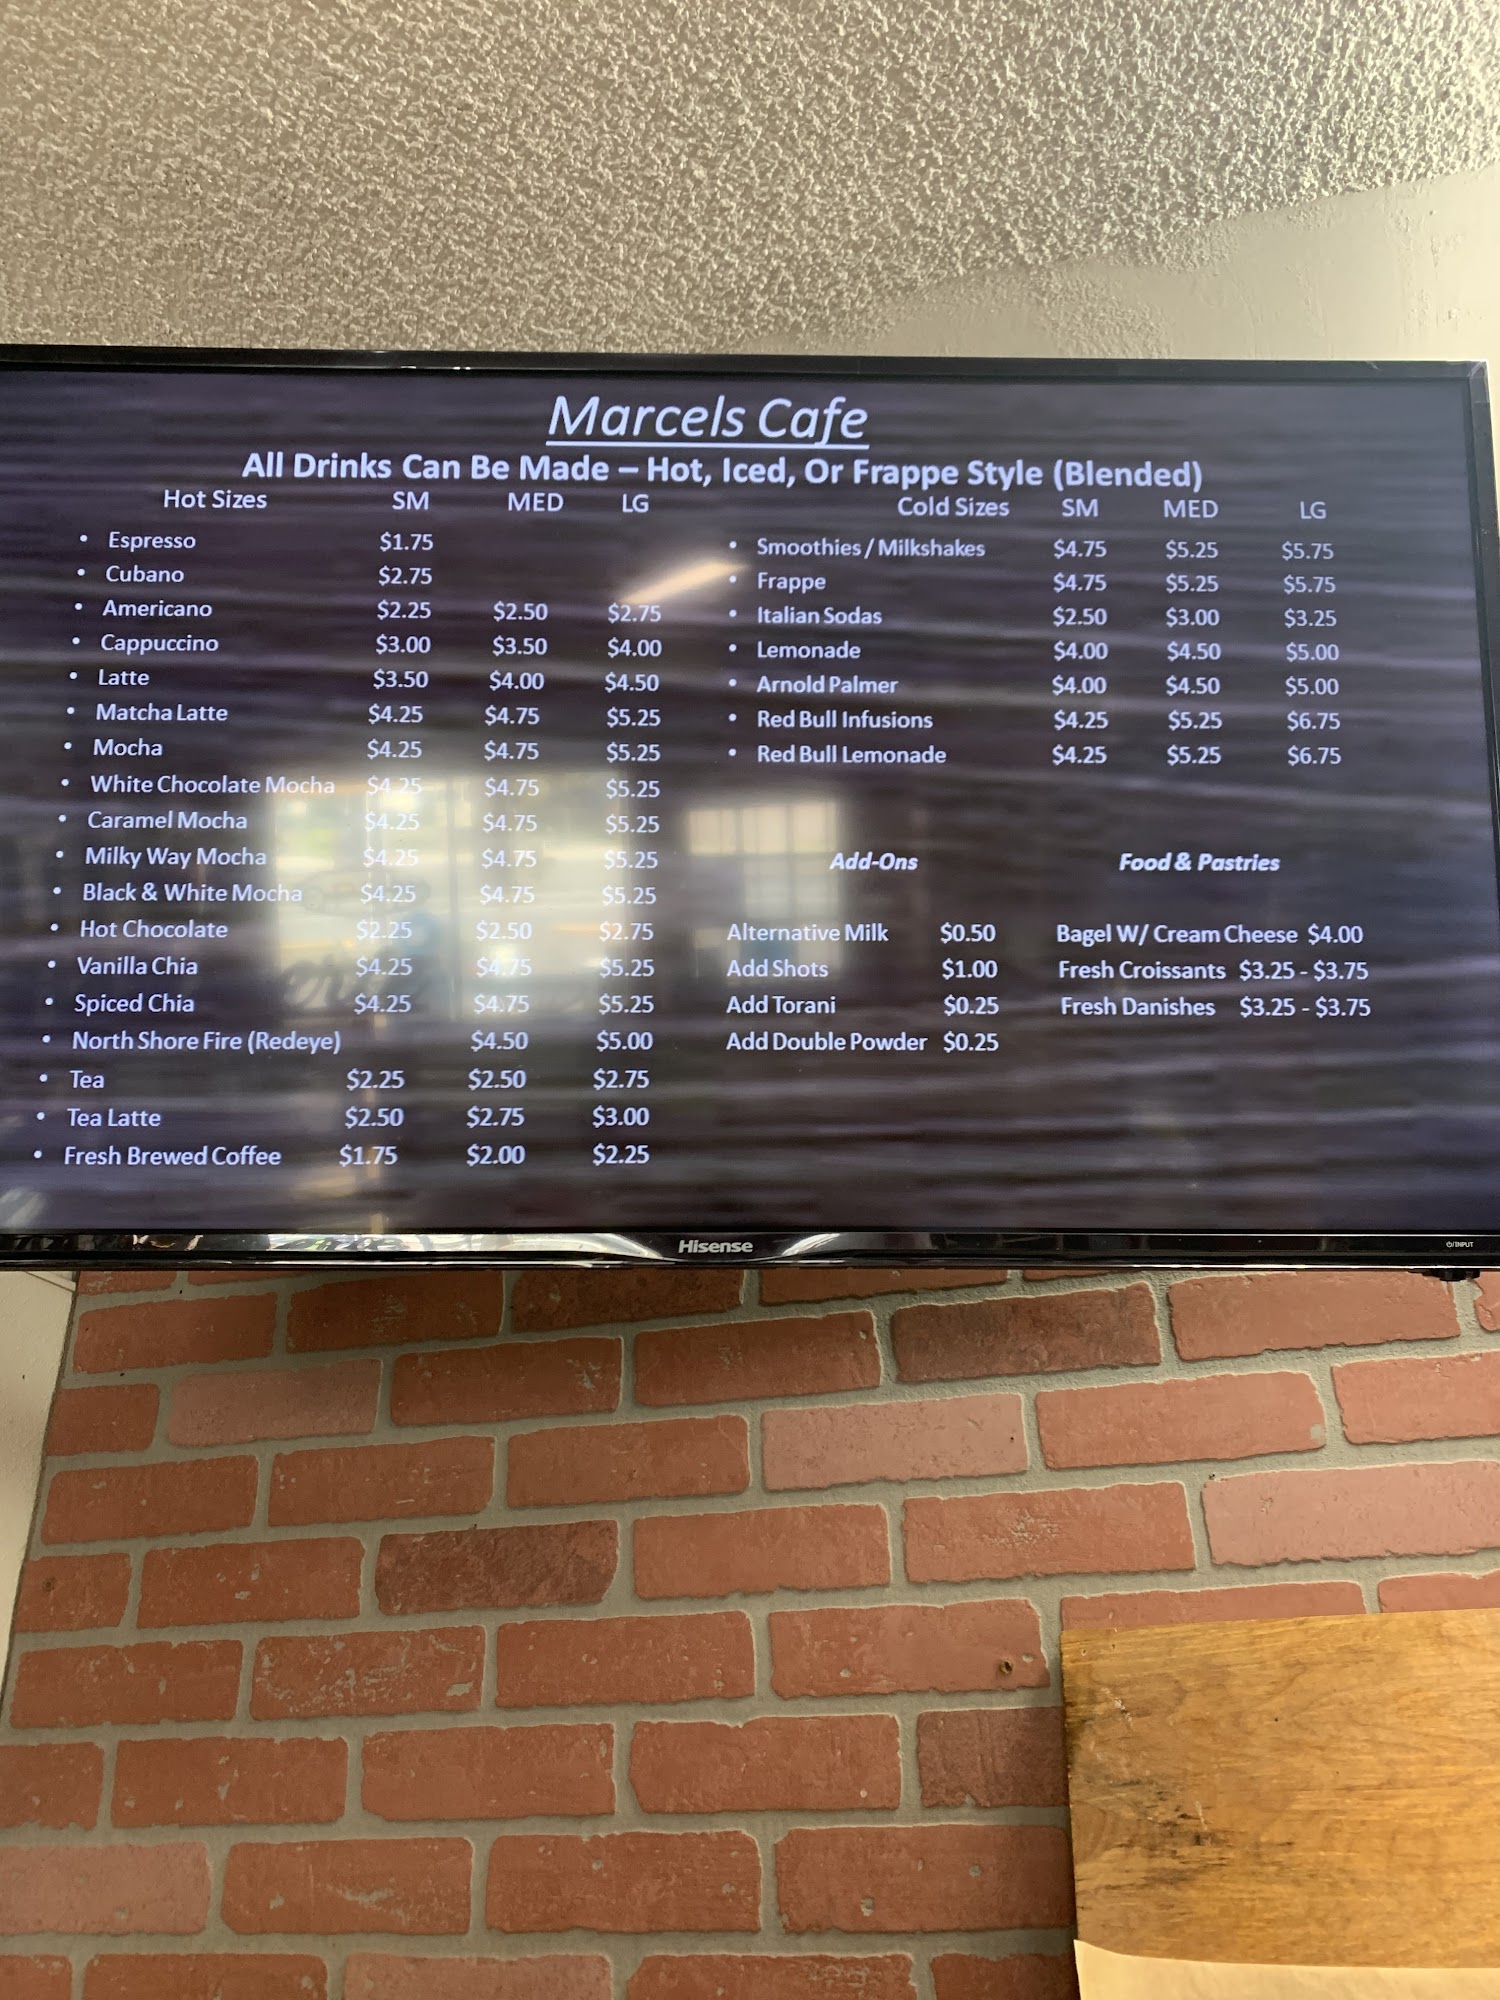 Marcels Cafe
All Drinks Can Be Made – Hot, Iced, Or Frappe Style (Blended)
Hot Sizes SM MED LG
• Espresso $1.75
• Cubano $2.75
• Americano $2.25 $2.50 $2.75
• Cappuccino $3.00 $3.50 $4.00
• Latte $3.50 $4.00 $4.50
• Matcha Latte $4.25 $4.75 $5.25
• Mocha $4.25 $4.75 $5.25
• White Chocolate Mocha $4.25 $4.75 $5.25
• Caramel Mocha $4.25 $4.75 $5.25
• Milky Way Mocha $4.25 $4.75 $5.25
• Black & White Mocha $4.25 $4.75 $5.25
• Hot Chocolate $2.25 $2.50 $2.75
• Vanilla Chia $4.25 $4.75 $5.25
• Spiced Chia $4.25 $4.75 $5.25
• North Shore Fire (Redeye) $4.50 $5.00
• Tea $2.25 $2.50 $2.75
• Tea Latte $2.50 $2.75 $3.00
• Fresh Brewed Coffee $1.75 $2.00 $2.25
Cold Sizes SM MED LG
• Smoothies / Milkshakes $4.75 $5.25 $5.75
• Frappe $4.75 $5.25 $5.75
• Italian Sodas $2.50 $3.00 $3.25
• Lemonade $4.00 $4.50 $5.00
• Arnold Palmer $4.00 $4.50 $5.00
• Red Bull Infusions $4.25 $5.25 $6.75
• Red Bull Lemonade $4.25 $5.25 $6.75
Add-Ons
Alternative Milk $0.50
Add Shots $1.00
Add Torani $0.25
Add Double Powder $0.25
Food & Pastries
Bagel W/ Cream Cheese $4.00
Fresh Croissants $3.25 - $3.75
Fresh Danishes $3.25 - $3.75
Hisense
/INPUT